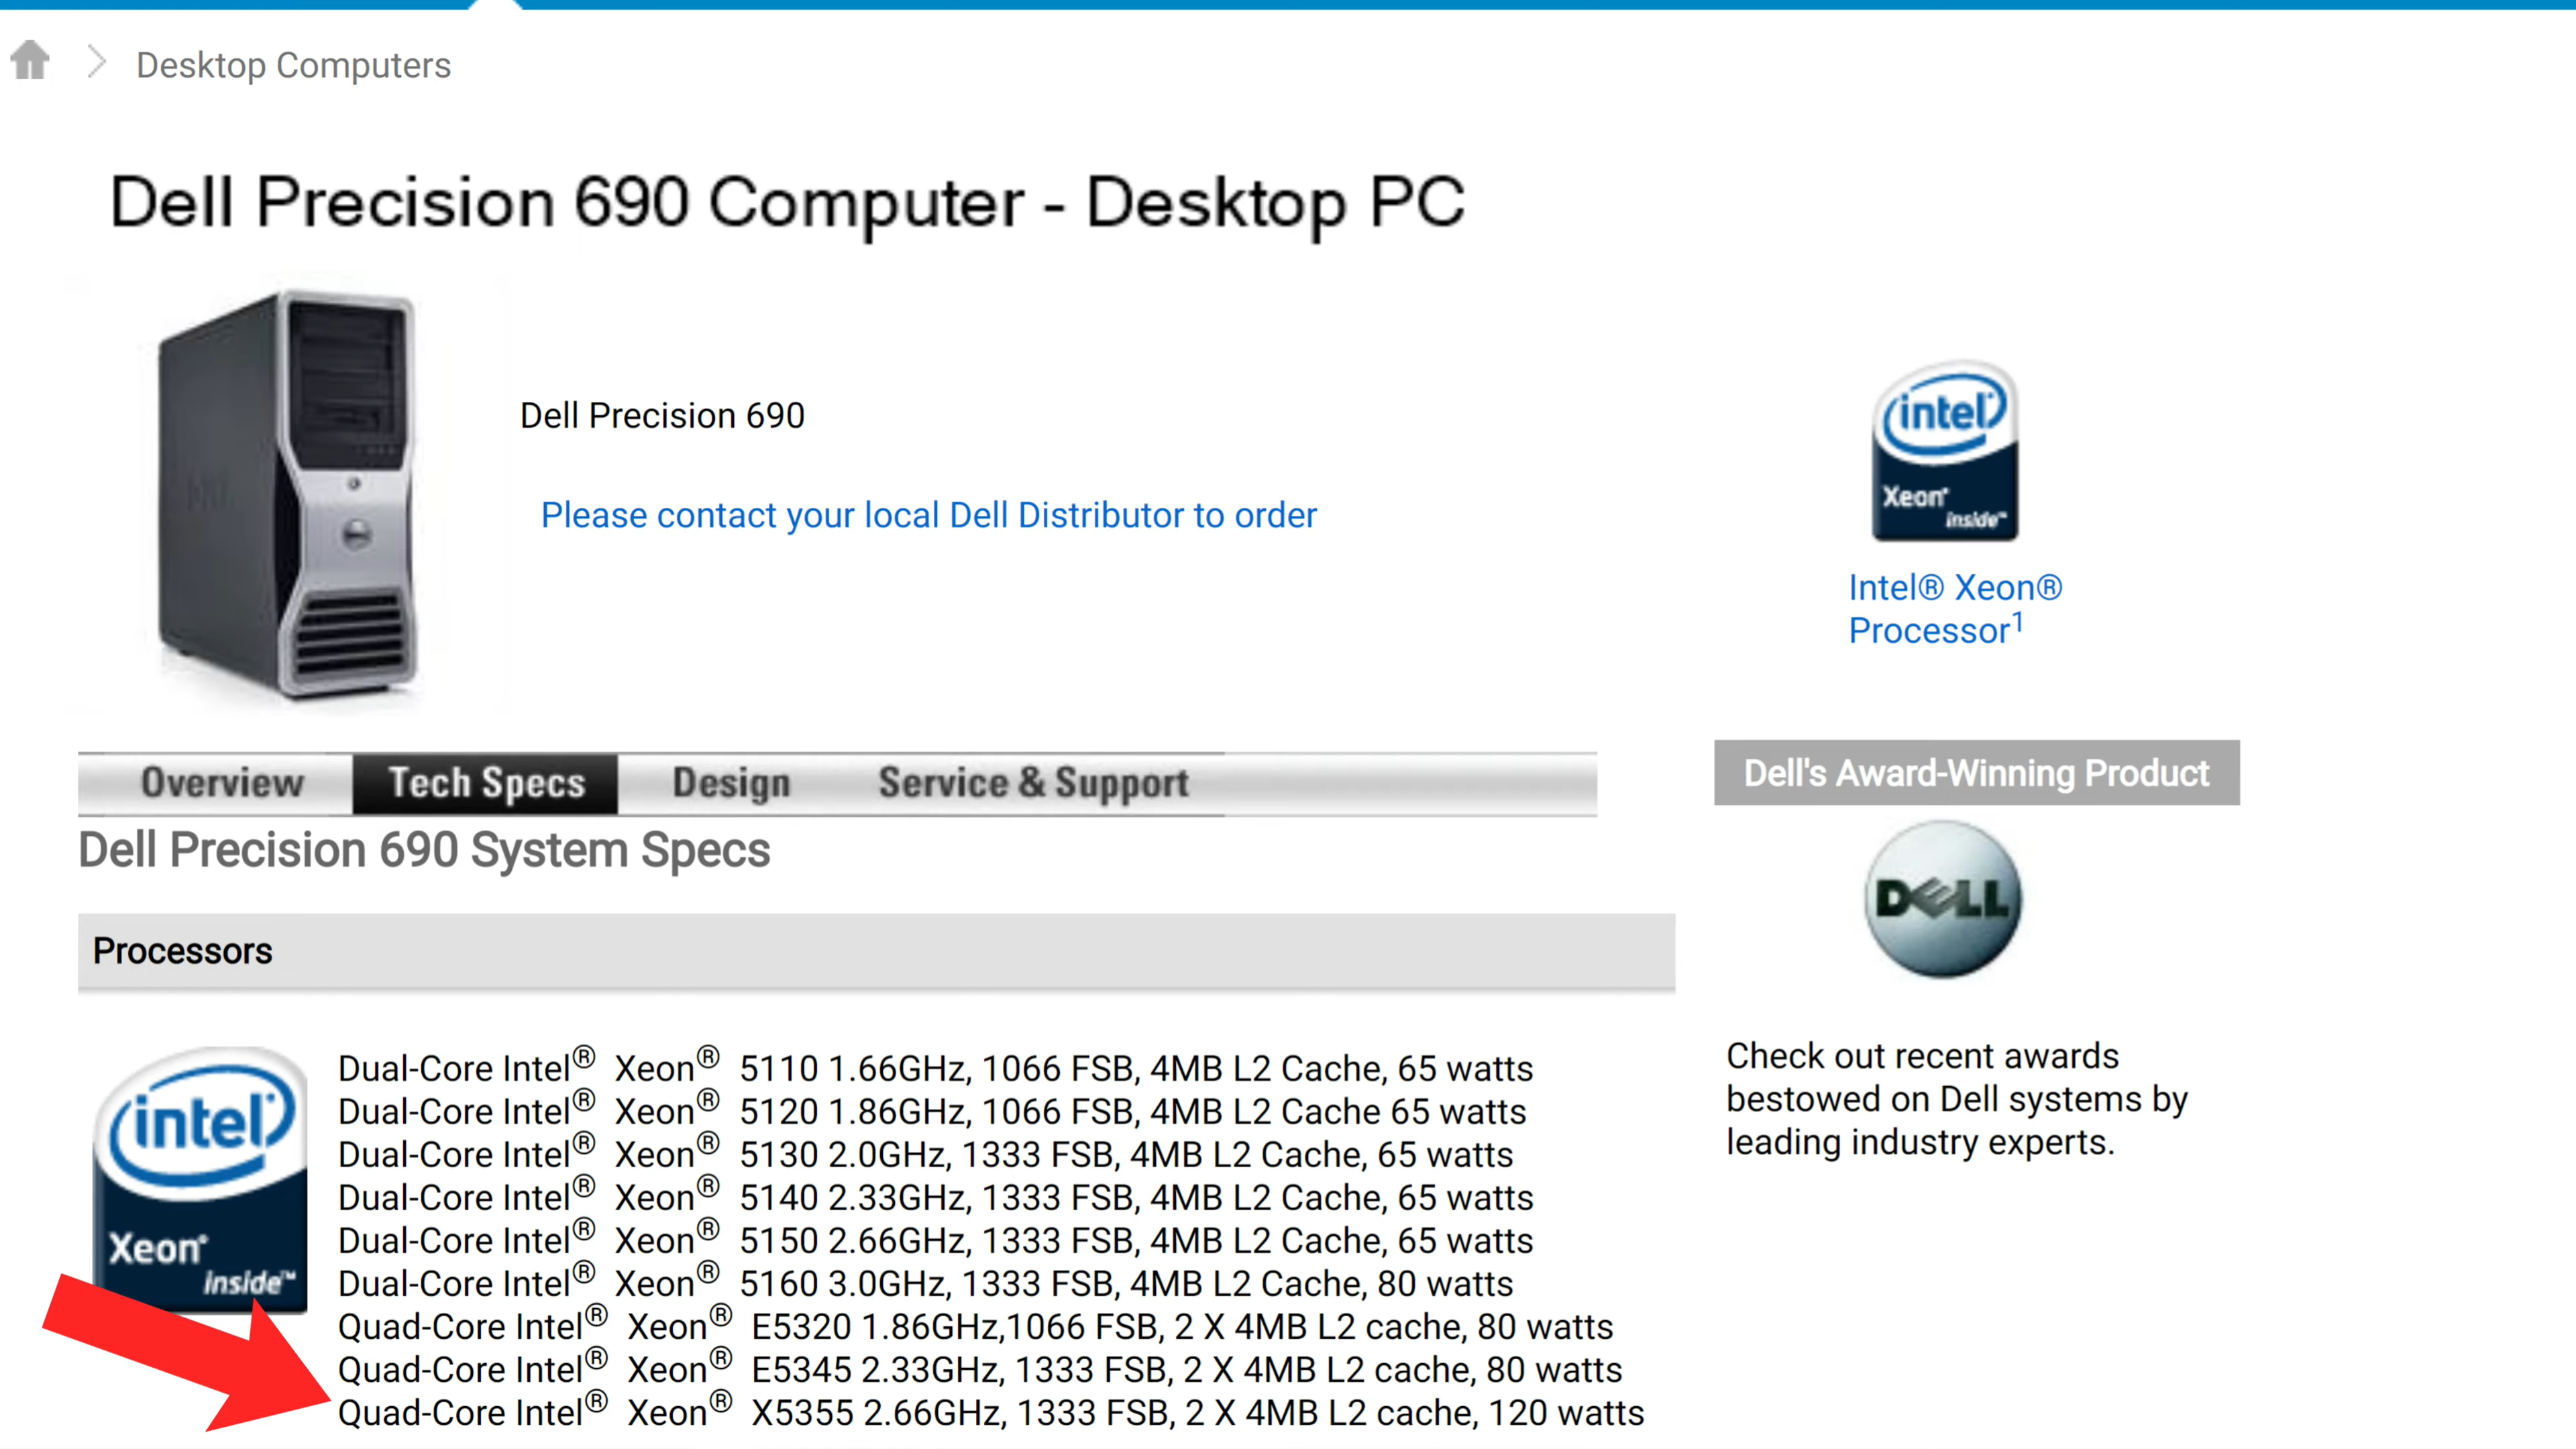 Desktop Computers
Dell Precision 690 Computer - Desktop PC
Dell Precision 690
Please contact your local Dell Distributor to order
intel®
Xeon®
inside™
Intel® Xeon®
Processor1
Overview Tech Specs Design Service & Support
Dell's Award-Winning Product
Dell Precision 690 System Specs
DELL
Processors
Check out recent awards
bestowed on Dell systems by
leading industry experts.
intel®
Xeon®
inside™
Dual-Core Intel® Xeon® 5110 1.66GHz, 1066 FSB, 4MB L2 Cache, 65 watts
Dual-Core Intel® Xeon® 5120 1.86GHz, 1066 FSB, 4MB L2 Cache 65 watts
Dual-Core Intel® Xeon® 5130 2.0GHz, 1333 FSB, 4MB L2 Cache, 65 watts
Dual-Core Intel® Xeon® 5140 2.33GHz, 1333 FSB, 4MB L2 Cache, 65 watts
Dual-Core Intel® Xeon® 5150 2.66GHz, 1333 FSB, 4MB L2 Cache, 65 watts
Dual-Core Intel® Xeon® 5160 3.0GHz, 1333 FSB, 4MB L2 Cache, 80 watts
Quad-Core Intel® Xeon® E5320 1.86GHz,1066 FSB, 2 X 4MB L2 cache, 80 watts
Quad-Core Intel® Xeon® E5345 2.33GHz, 1333 FSB, 2 X 4MB L2 cache, 80 watts
Quad-Core Intel® Xeon® X5355 2.66GHz, 1333 FSB, 2 X 4MB L2 cache, 120 watts